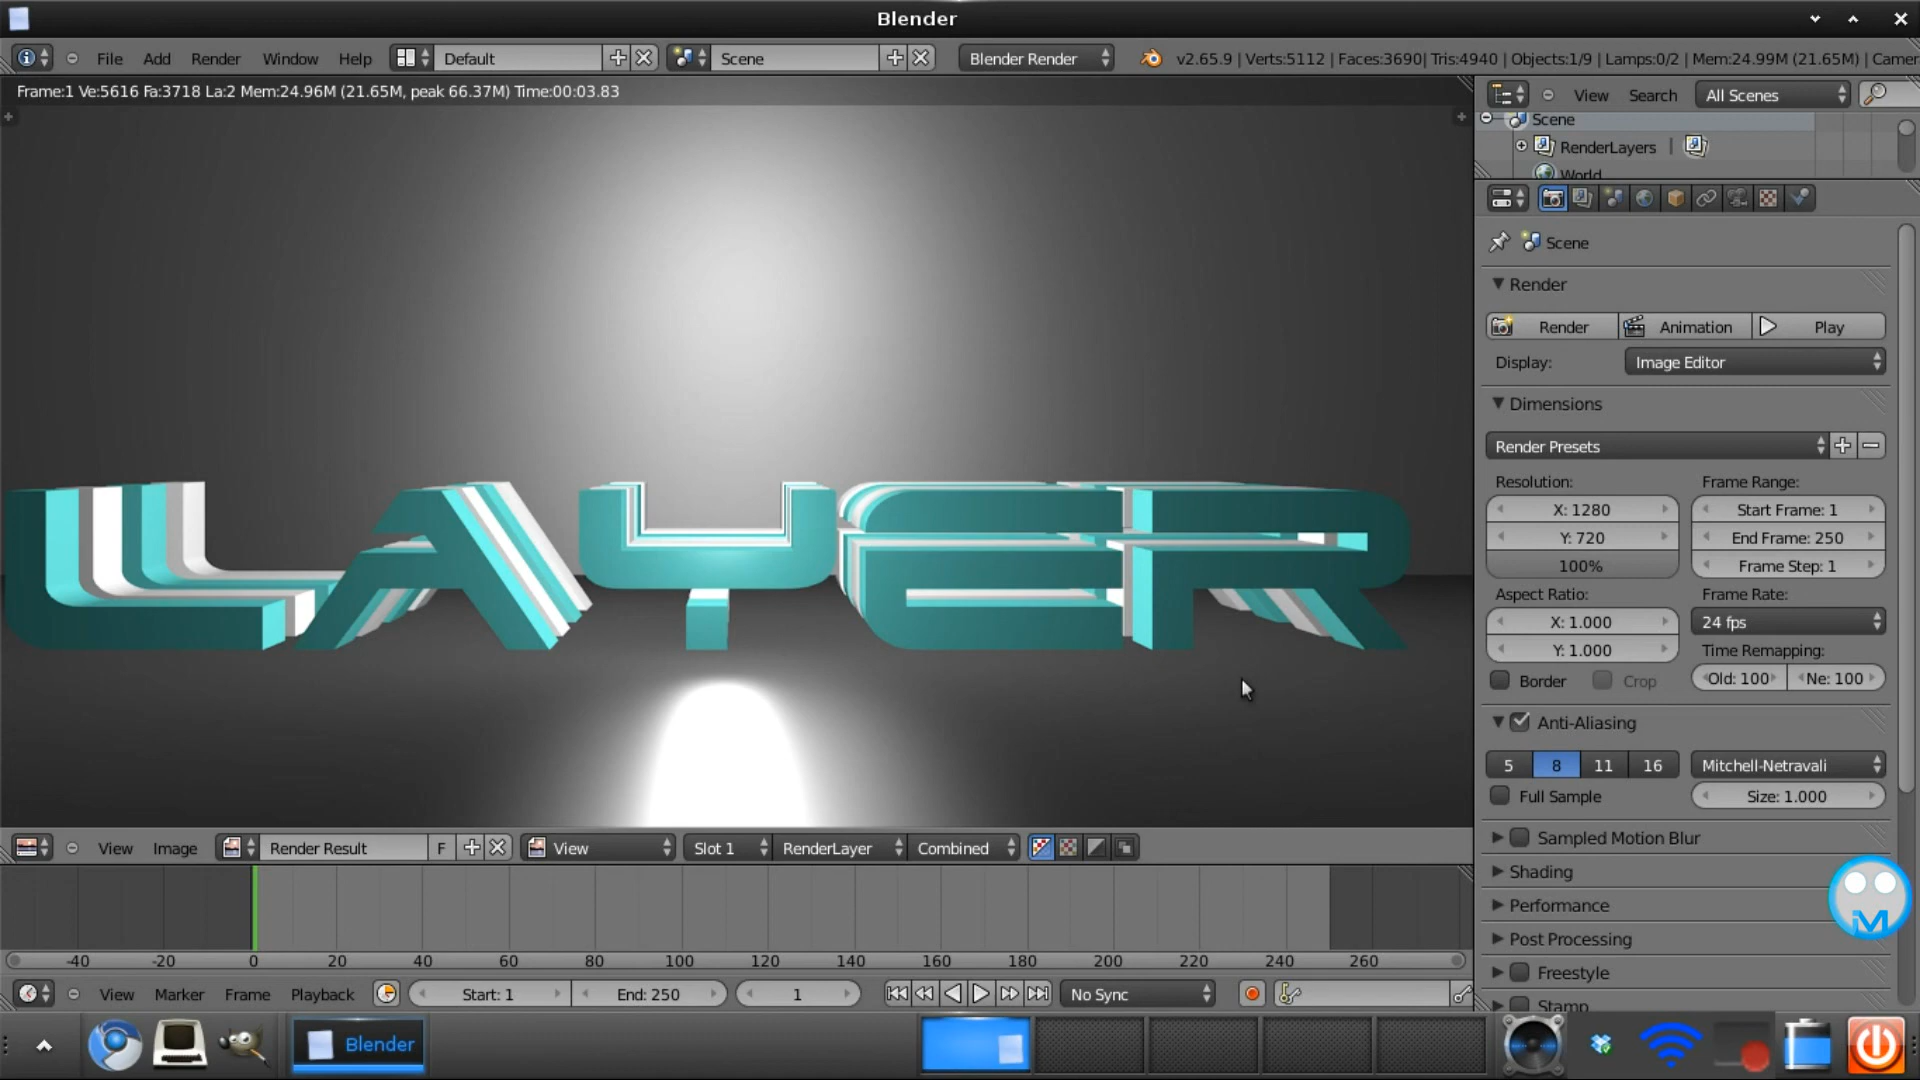 Blender
File Add Render Window Help Default Scene Blender Render v2.65.9 | Verts:5112 | Faces:3690| Tris:4940 | Objects:1/9 | Lamps:0/2 | Mem:24.99M (21.65M) | Camer
Frame:1 Ve:5616 Fa:3718 La:2 Mem:24.96M (21.65M, peak 66.37M) Time:00:03.83
View Search All Scenes
Scene
RenderLayers |
World
Scene
Render
Render Animation Play
Display: Image Editor
Dimensions
Render Presets
Resolution: Frame Range:
X: 1280 Start Frame: 1
Y: 720 End Frame: 250
100% Frame Step: 1
Aspect Ratio: Frame Rate:
X: 1.000 24 fps
Y: 1.000 Time Remapping:
Border Crop Old: 100 Ne: 100
Anti-Aliasing
5 8 11 16 Mitchell-Netravali
Full Sample Size: 1.000
Sampled Motion Blur
Shading
Performance
Post Processing
Freestyle
Stamp
LAYER
iM
View Image Render Result F View Slot 1 RenderLayer Combined
-40 -20 0 20 40 60 80 100 120 140 160 180 200 220 240 260
View Marker Frame Playback Start: 1 End: 250 1 No Sync
Blender